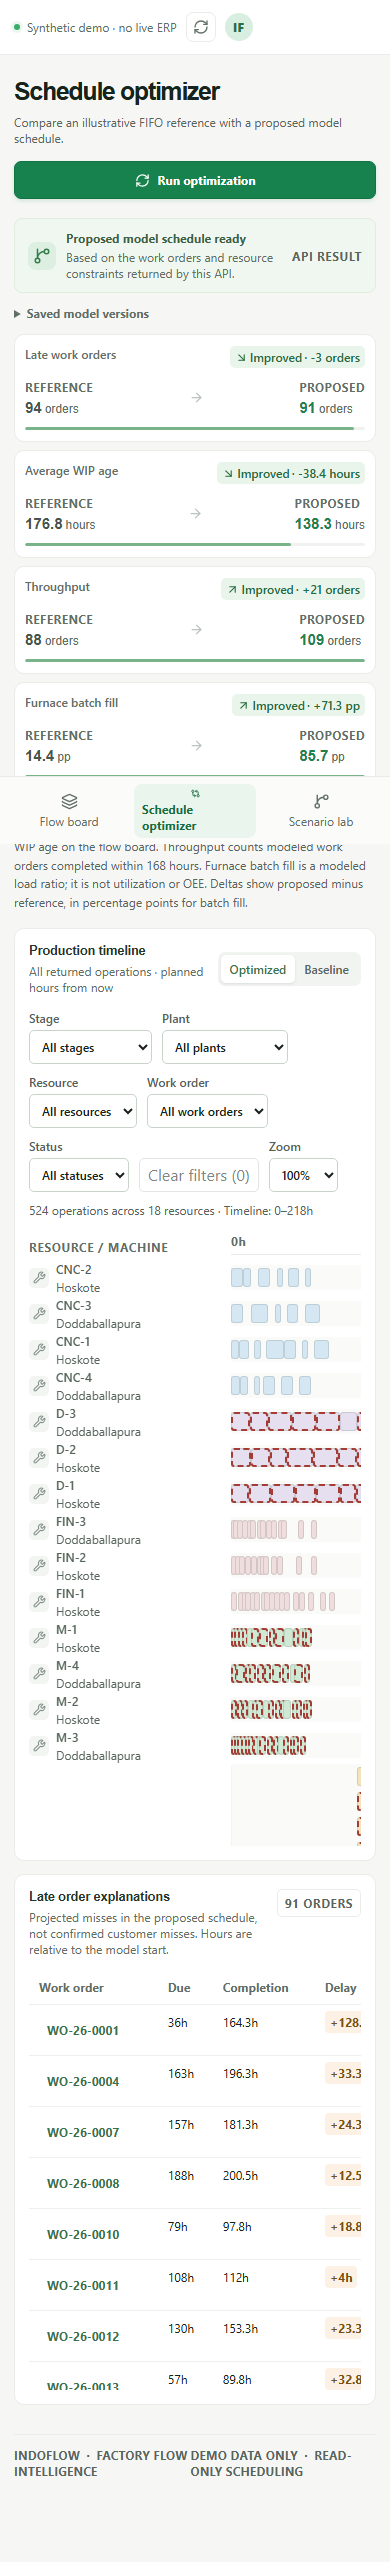 Synthetic demo · no live ERP
IF
Schedule optimizer
Compare an illustrative FIFO reference with a proposed model
schedule.
Run optimization
Proposed model schedule ready
Based on the work orders and resource
constraints returned by this API.
API RESULT
Saved model versions
Late work orders
Improved · -3 orders
REFERENCE
94 orders
PROPOSED
91 orders
Average WIP age
Improved · -38.4 hours
REFERENCE
176.8 hours
PROPOSED
138.3 hours
Throughput
Improved · +21 orders
REFERENCE
88 orders
PROPOSED
109 orders
Furnace batch fill
Improved · +71.3 pp
REFERENCE
14.4 pp
PROPOSED
85.7 pp
Flow board
Schedule
optimizer
Scenario lab
WIP age on the flow board. Throughput counts modeled work
orders completed within 168 hours. Furnace batch fill is a modeled
load ratio; it is not utilization or OEE. Deltas show proposed minus
reference, in percentage points for batch fill.
Production timeline
All returned operations · planned
hours from now
Optimized
Baseline
Stage
Plant
All stages
All plants
Resource
Work order
All resources
All work orders
Status
Zoom
All statuses
Clear filters (0)
100%
524 operations across 18 resources · Timeline: 0–218h
RESOURCE / MACHINE
0h
CNC-2
Hoskote
CNC-3
Doddaballapura
CNC-1
Hoskote
CNC-4
Doddaballapura
D-3
Doddaballapura
D-2
Hoskote
D-1
Hoskote
FIN-3
Doddaballapura
FIN-2
Hoskote
FIN-1
Hoskote
M-1
Hoskote
M-4
Doddaballapura
M-2
Hoskote
M-3
Doddaballapura
Late order explanations
91 ORDERS
Projected misses in the proposed schedule,
not confirmed customer misses. Hours are
relative to the model start.
Work order Due Completion Delay
WO-26-0001 36h 164.3h +128.
WO-26-0004 163h 196.3h +33.3
WO-26-0007 157h 181.3h +24.3
WO-26-0008 188h 200.5h +12.5
WO-26-0010 79h 97.8h +18.8
WO-26-0011 108h 112h +4h
WO-26-0012 130h 153.3h +23.3
WO-26-0013 57h 89.8h +32.8
INDOFLOW · FACTORY FLOW
INTELLIGENCE
DEMO DATA ONLY · READ-
ONLY SCHEDULING